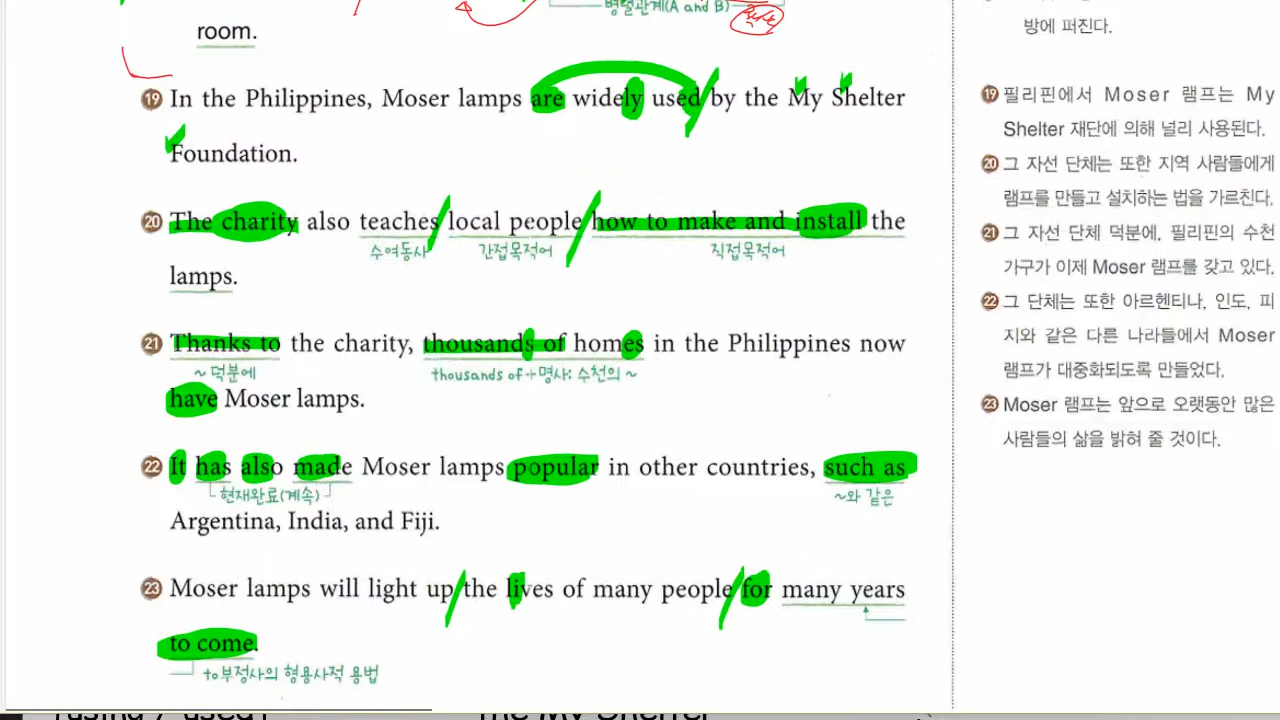 병렬관계(A and B)
방에 퍼진다.
room.
⑲ In the Philippines, Moser lamps are widely used by the My Shelter
Foundation.
⑳ The charity also teaches local people how to make and install the
수여동사 간접목적어 직접목적어
lamps.
㉑ Thanks to the charity, thousands of homes in the Philippines now
~ 덕분에 thousands of+명사: 수천의 ~
have Moser lamps.
㉒ It has also made Moser lamps popular in other countries, such as
현재완료(계속) ~와 같은
Argentina, India, and Fiji.
㉓ Moser lamps will light up the lives of many people for many years
to come.
to부정사의 형용사적 용법
⑲ 필리핀에서 Moser 램프는 My
Shelter 재단에 의해 널리 사용된다.
⑳ 그 자선 단체는 또한 지역 사람들에게
램프를 만들고 설치하는 법을 가르친다.
㉑ 그 자선 단체 덕분에, 필리핀의 수천
가구가 이제 Moser 램프를 갖고 있다.
㉒ 그 단체는 또한 아르헨티나, 인도, 피
지와 같은 다른 나라들에서 Moser
램프가 대중화되도록 만들었다.
㉓ Moser 램프는 앞으로 오랫동안 많은
사람들의 삶을 밝혀 줄 것이다.
(using / used) the My Shelter